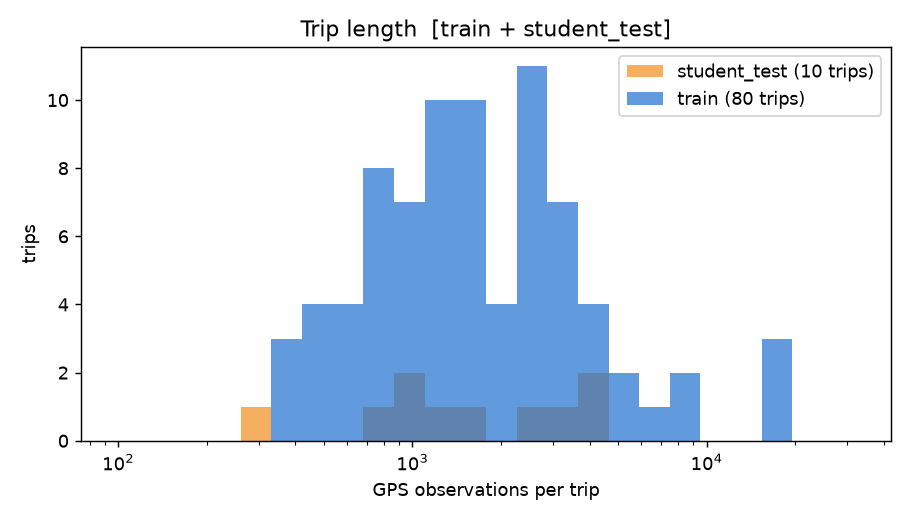 Trip length  [train + student_test]
student_test (10 trips)
train (80 trips)
trips
10
8
6
4
2
0
10²
10³
10⁴
GPS observations per trip